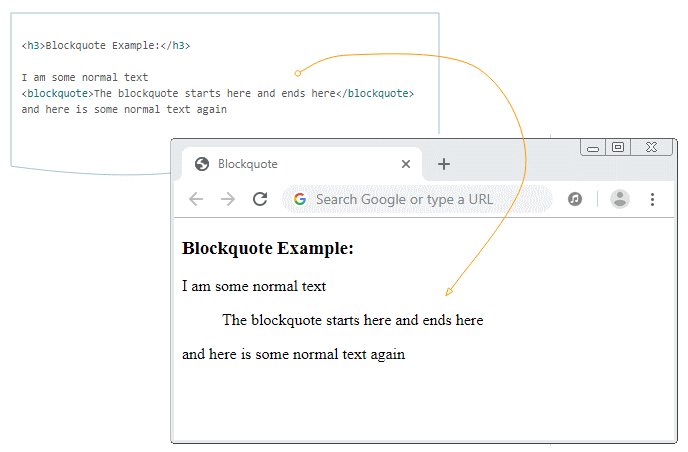 <h3>Blockquote Example:</h3>
I am some normal text
<blockquote>The blockquote starts here and ends here</blockquote>
and here is some normal text again
Blockquote
Search Google or type a URL
Blockquote Example:
I am some normal text
The blockquote starts here and ends here
and here is some normal text again